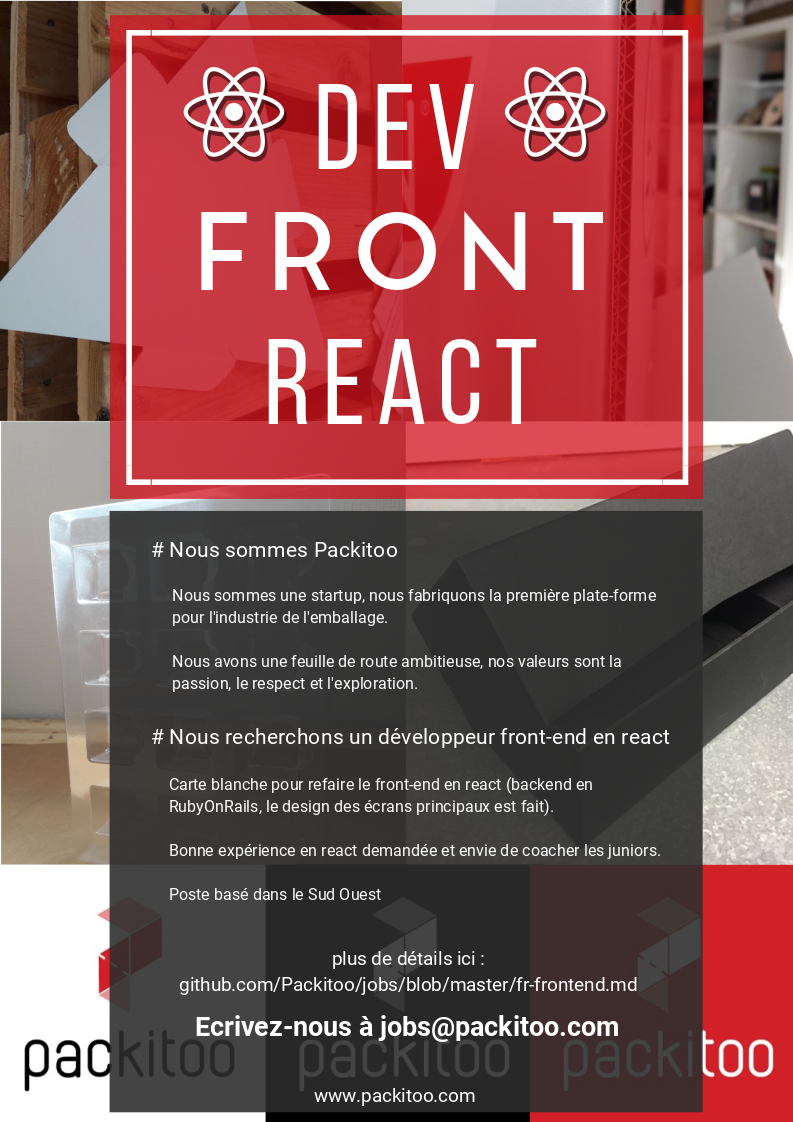 DEV
FRONT
REACT
# Nous sommes Packitoo
Nous sommes une startup, nous fabriquons la première plate-forme
pour l'industrie de l'emballage.
Nous avons une feuille de route ambitieuse, nos valeurs sont la
passion, le respect et l'exploration.
# Nous recherchons un développeur front-end en react
Carte blanche pour refaire le front-end en react (backend en
RubyOnRails, le design des écrans principaux est fait).
Bonne expérience en react demandée et envie de coacher les juniors.
Poste basé dans le Sud Ouest
plus de détails ici :
github.com/Packitoo/jobs/blob/master/fr-frontend.md
Ecrivez-nous à jobs@packitoo.com
packitoo packitoo packitoo
www.packitoo.com